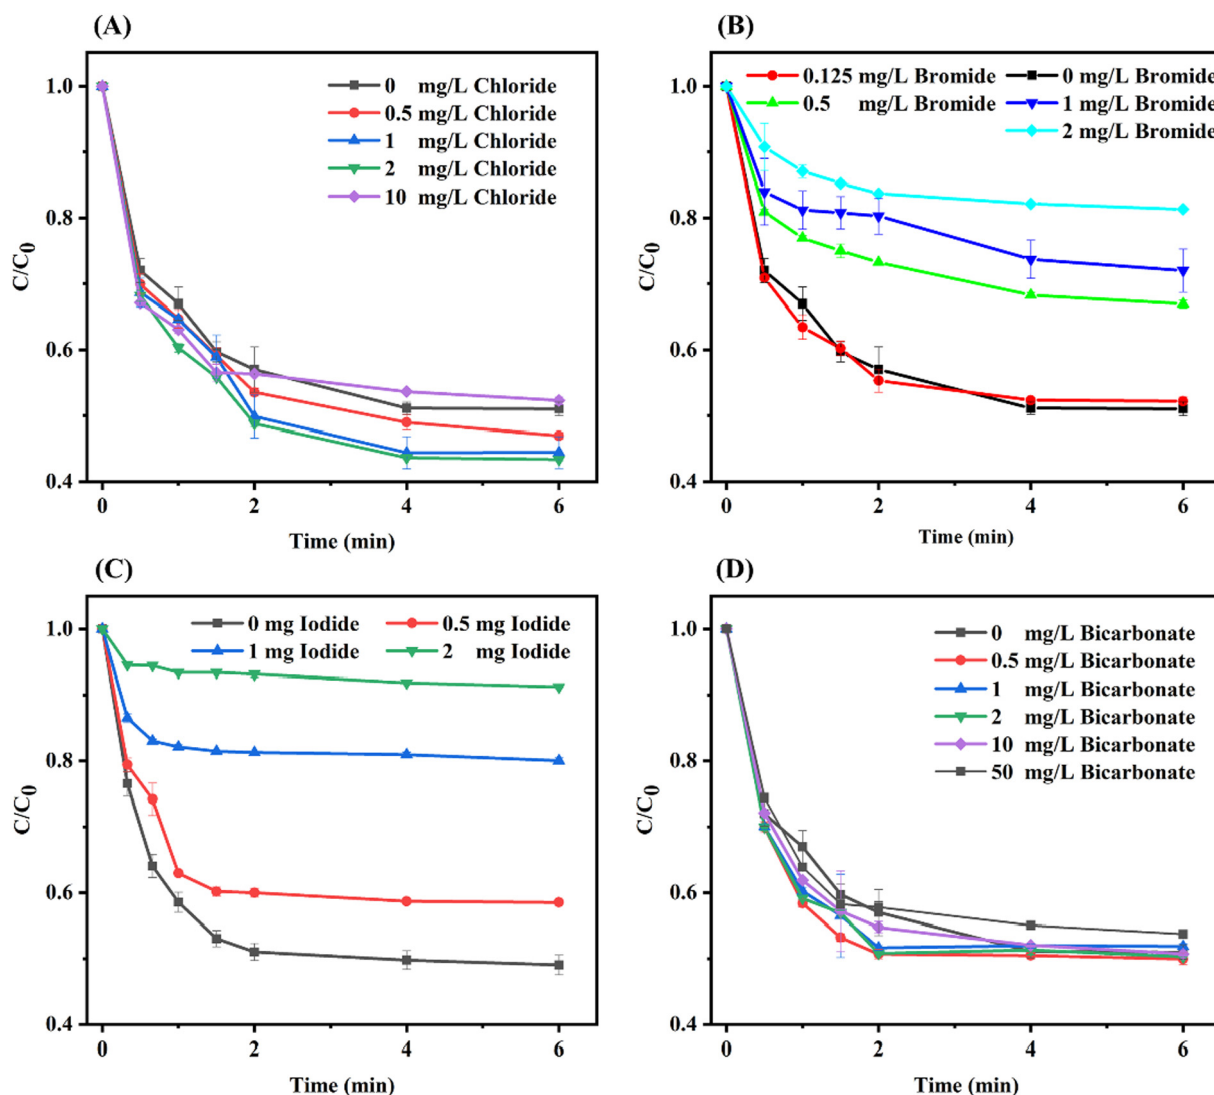 (A)
1.0
0.8
0.6
0.4
C/C0
0 mg/L Chloride
0.5 mg/L Chloride
1 mg/L Chloride
2 mg/L Chloride
10 mg/L Chloride
0 2 4 6
Time (min)
(B)
1.0
0.8
0.6
0.4
C/C0
0.125 mg/L Bromide 0 mg/L Bromide
0.5 mg/L Bromide 1 mg/L Bromide
2 mg/L Bromide
0 2 4 6
Time (min)
(C)
1.0
0.8
0.6
0.4
C/C0
0 mg Iodide 0.5 mg Iodide
1 mg Iodide 2 mg Iodide
0 2 4 6
Time (min)
(D)
1.0
0.8
0.6
0.4
C/C0
0 mg/L Bicarbonate
0.5 mg/L Bicarbonate
1 mg/L Bicarbonate
2 mg/L Bicarbonate
10 mg/L Bicarbonate
50 mg/L Bicarbonate
0 2 4 6
Time (min)